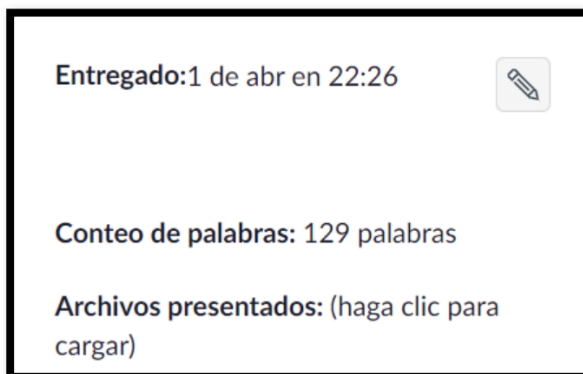 Entregado:1 de abr en 22:26
Conteo de palabras: 129 palabras
Archivos presentados: (haga clic para
cargar)